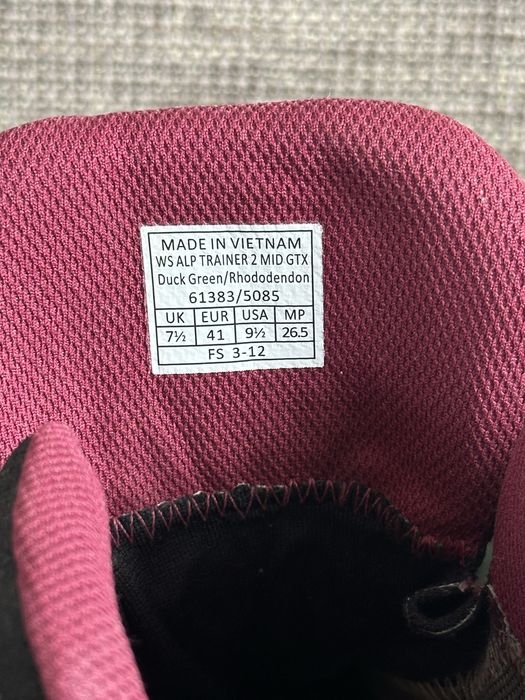 MADE IN VIETNAM
WS ALP TRAINER 2 MID GTX
Duck Green/Rhododendon
61383/5085
UK EUR USA MP
7½ 41 9½ 26.5
FS 3-12